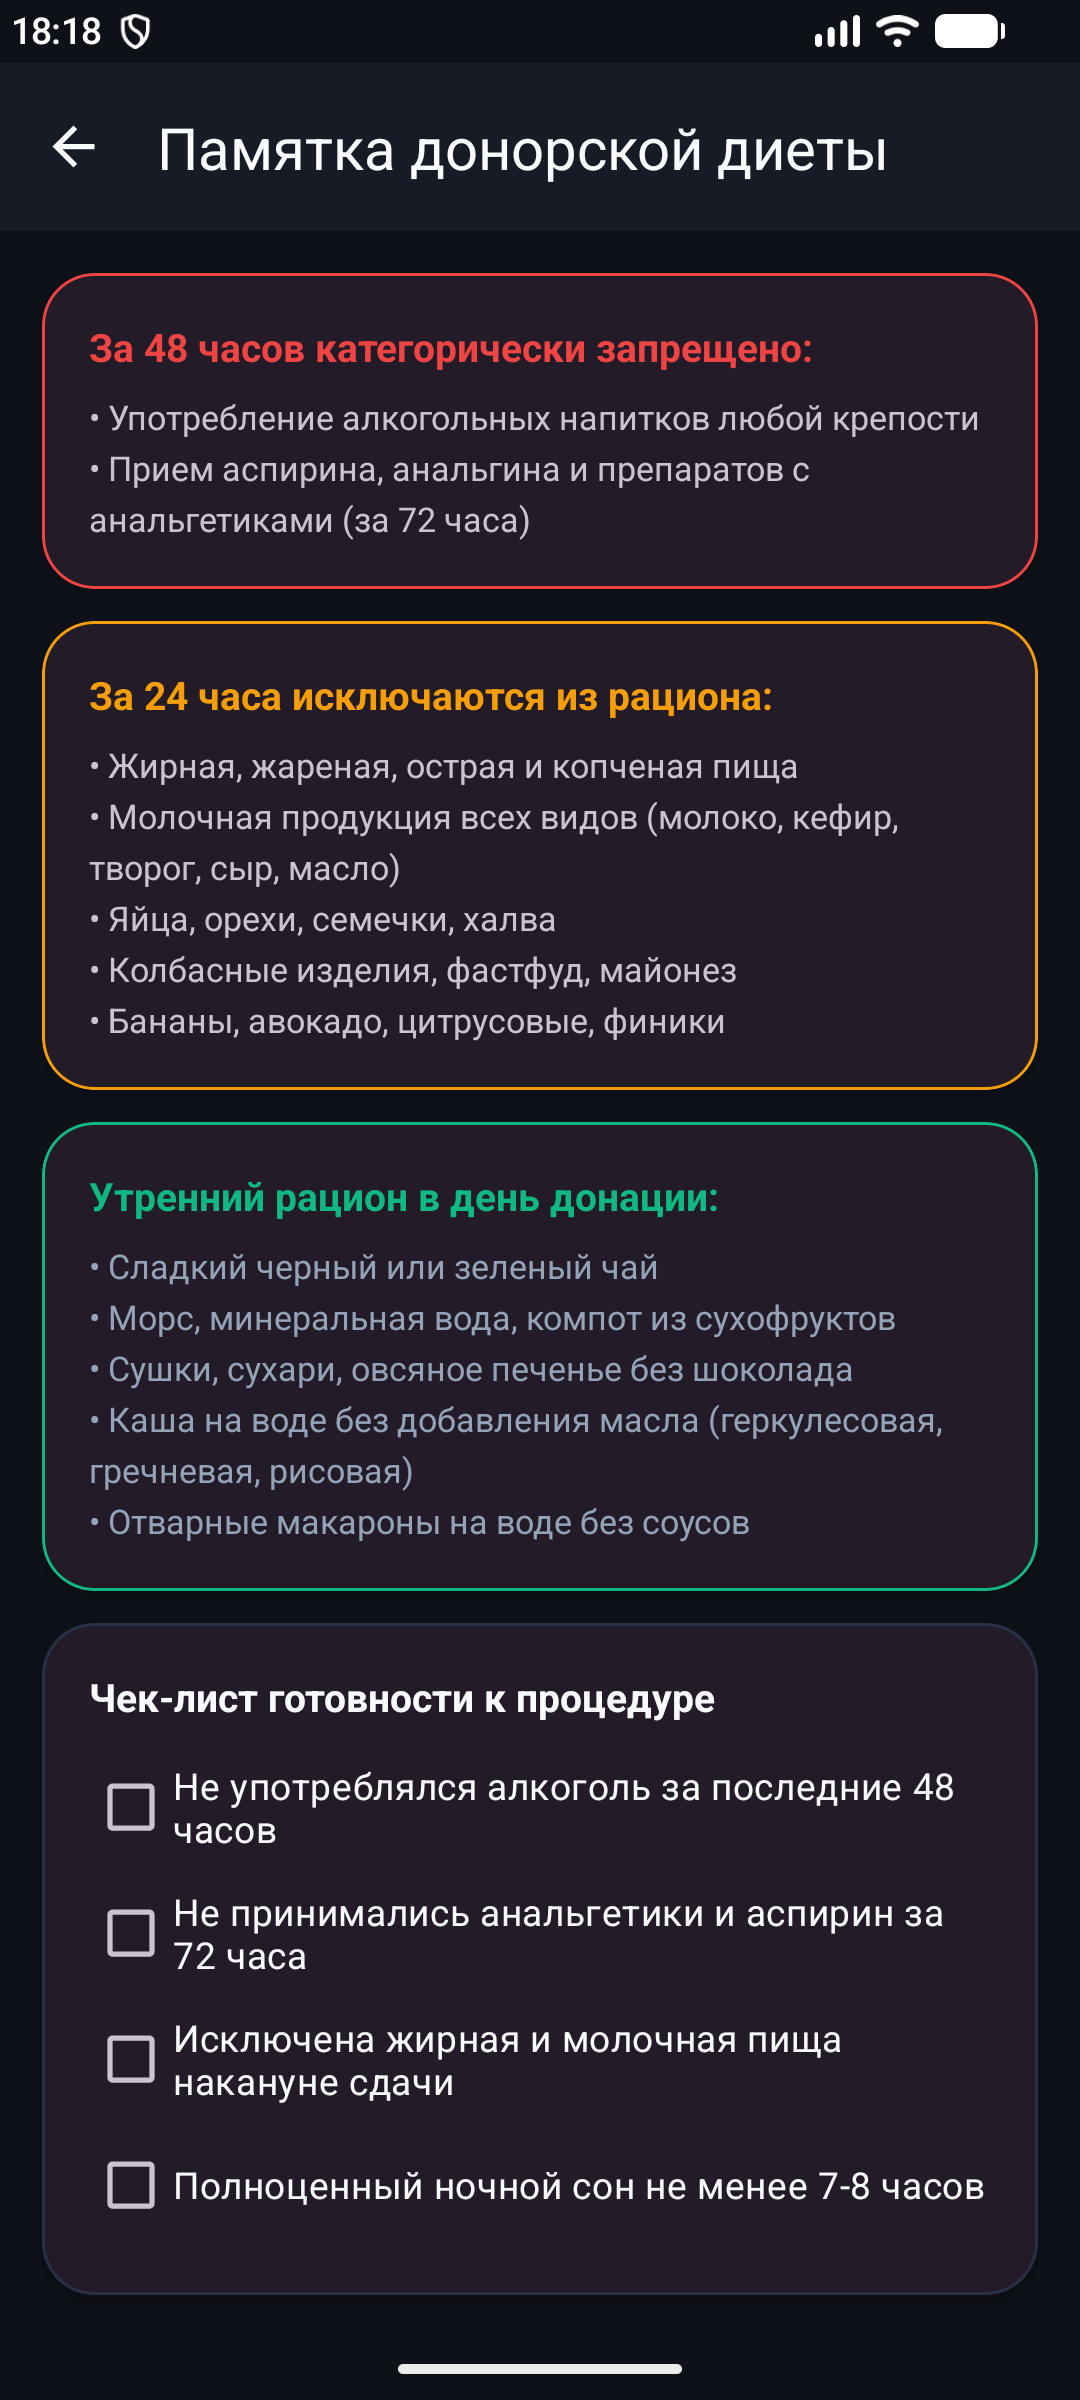 18:18
Памятка донорской диеты
За 48 часов категорически запрещено:
• Употребление алкогольных напитков любой крепости
• Прием аспирина, анальгина и препаратов с
анальгетиками (за 72 часа)
За 24 часа исключаются из рациона:
• Жирная, жареная, острая и копченая пища
• Молочная продукция всех видов (молоко, кефир,
творог, сыр, масло)
• Яйца, орехи, семечки, халва
• Колбасные изделия, фастфуд, майонез
• Бананы, авокадо, цитрусовые, финики
Утренний рацион в день донации:
• Сладкий черный или зеленый чай
• Морс, минеральная вода, компот из сухофруктов
• Сушки, сухари, овсяное печенье без шоколада
• Каша на воде без добавления масла (геркулесовая,
гречневая, рисовая)
• Отварные макароны на воде без соусов
Чек-лист готовности к процедуре
Не употреблялся алкоголь за последние 48
часов
Не принимались анальгетики и аспирин за
72 часа
Исключена жирная и молочная пища
накануне сдачи
Полноценный ночной сон не менее 7-8 часов